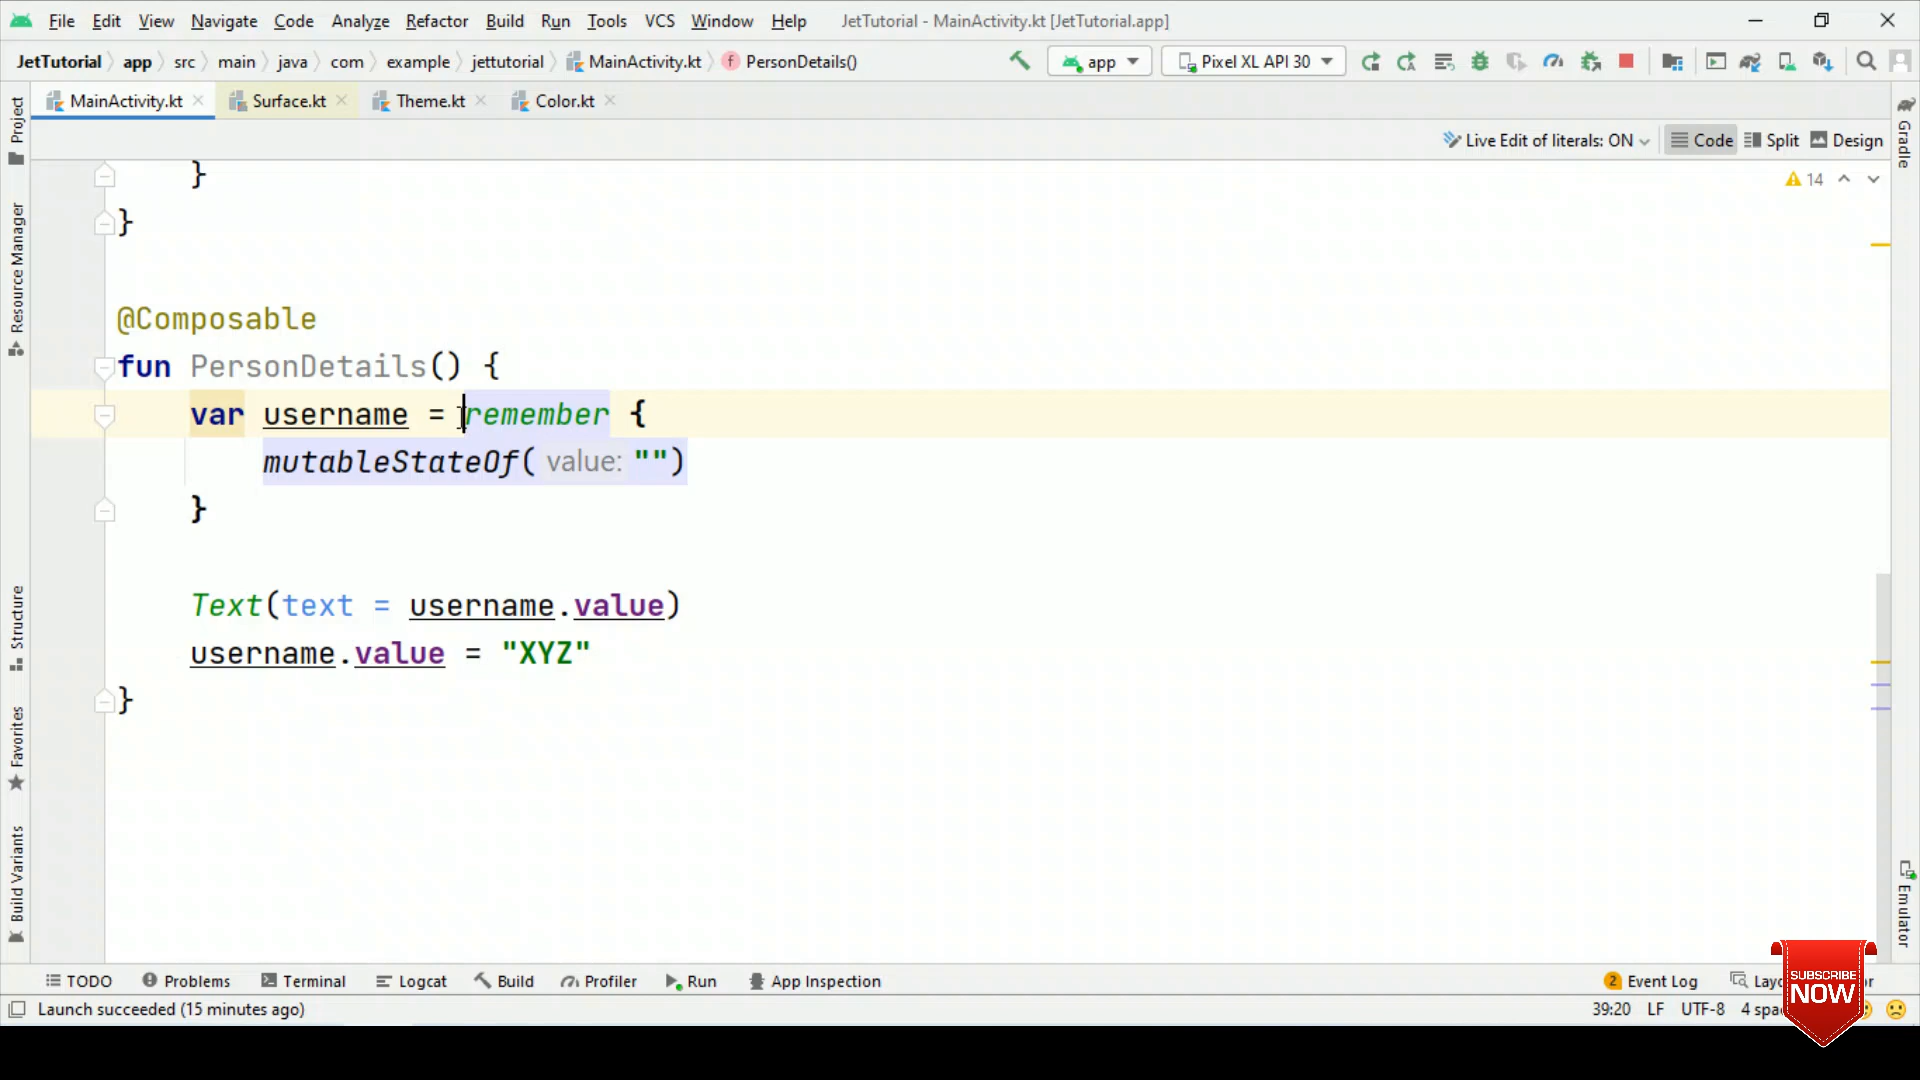 File Edit View Navigate Code Analyze Refactor Build Run Tools VCS Window Help JetTutorial - MainActivity.kt [JetTutorial.app]
JetTutorial app src main java com example jettutorial MainActivity.kt PersonDetails() app Pixel XL API 30
MainActivity.kt Surface.kt Theme.kt Color.kt
Live Edit of literals: ON Code Split Design
14
Project
Resource Manager
Structure
Favorites
Build Variants
Gradle
Emulator
}
}
@Composable
fun PersonDetails() {
var username = remember {
mutableStateOf( value: "")
}
Text(text = username.value)
username.value = "XYZ"
}
TODO Problems Terminal Logcat Build Profiler Run App Inspection 2 Event Log
Launch succeeded (15 minutes ago) 39:20 LF UTF-8
SUBSCRIBE
NOW